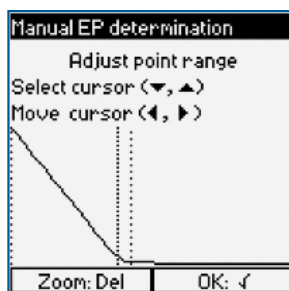 Manual EP determination
Adjust point range
Select cursor (▼, ▲)
Move cursor (◀, ▶)
Zoom: Del
OK: √